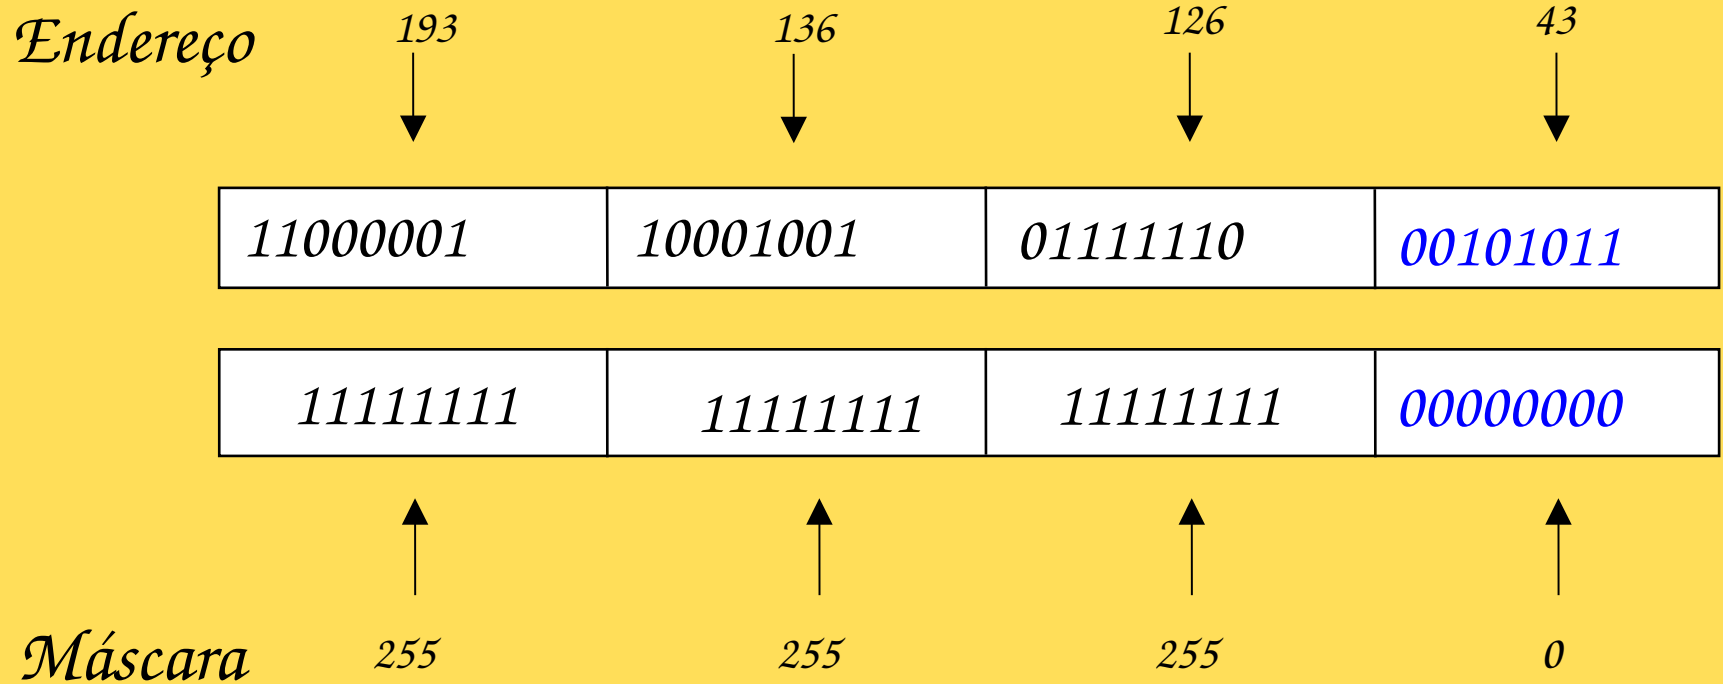 Endereço 193 136 126 43
11000001 10001001 01111110 00101011
11111111 11111111 11111111 00000000
Máscara 255 255 255 0